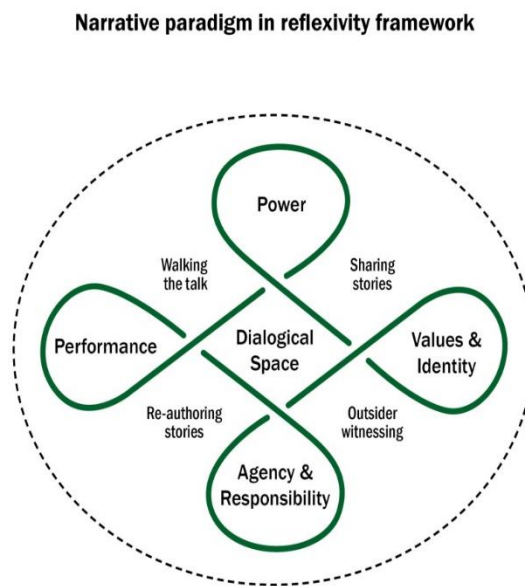 Narrative paradigm in reflexivity framework
Power
Walking
the talk
Sharing
stories
Performance
Dialogical
Space
Values &
Identity
Re-authoring
stories
Outsider
witnessing
Agency &
Responsibility